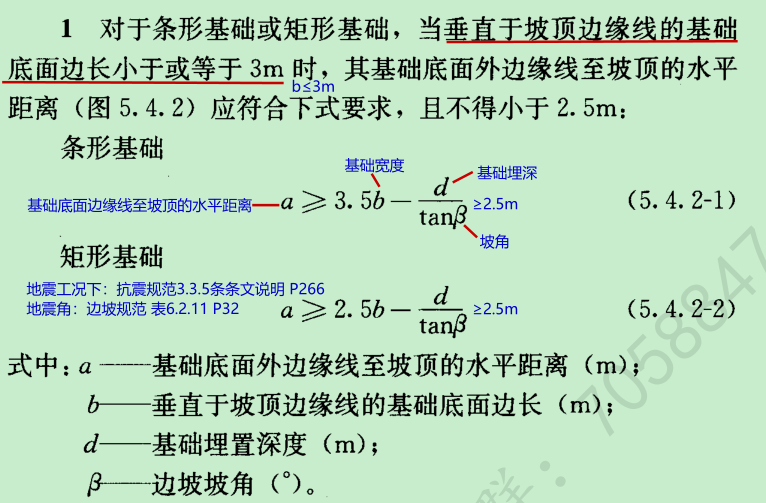 1 对于条形基础或矩形基础，当垂直于坡顶边缘线的基础
底面边长小于或等于 3m 时，其基础底面外边缘线至坡顶的水平
b≤3m
距离（图 5.4.2）应符合下式要求，且不得小于 2.5m：
条形基础
基础宽度
基础埋深
基础底面边缘线至坡顶的水平距离 a ⩾ 3.5b − d/tanβ ≥2.5m (5.4.2-1)
坡角
矩形基础
地震工况下：抗震规范3.3.5条条文说明 P266
地震角：边坡规范 表6.2.11 P32
a ⩾ 2.5b − d/tanβ ≥2.5m (5.4.2-2)
式中：a ——基础底面外边缘线至坡顶的水平距离（m）；
b——垂直于坡顶边缘线的基础底面边长（m）；
d——基础埋置深度（m）；
β——边坡坡角（°）。
群：7058847